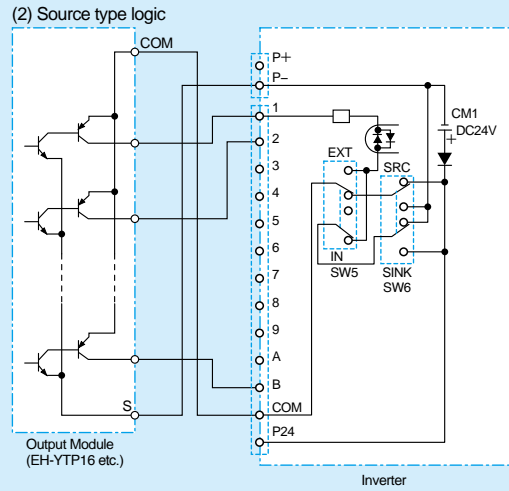 (2) Source type logic
COM
P+
P−
1
CM1
DC24V
2
EXT
SRC
3
4
5
6
IN
SW5
SINK
SW6
7
8
9
A
B
S
COM
P24
Output Module
(EH-YTP16 etc.)
Inverter